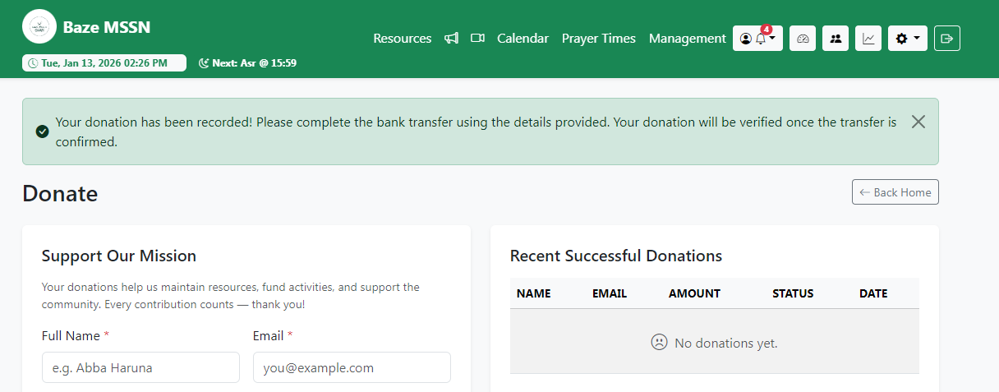 Baze MSSN
Resources
Calendar
Prayer Times
Management
4
Tue, Jan 13, 2026 02:26 PM
Next: Asr @ 15:59
Your donation has been recorded! Please complete the bank transfer using the details provided. Your donation will be verified once the transfer is
confirmed.
Donate
Back Home
Support Our Mission
Your donations help us maintain resources, fund activities, and support the
community. Every contribution counts — thank you!
Full Name *
Email *
e.g. Abba Haruna
you@example.com
Recent Successful Donations
NAME EMAIL AMOUNT STATUS DATE
No donations yet.